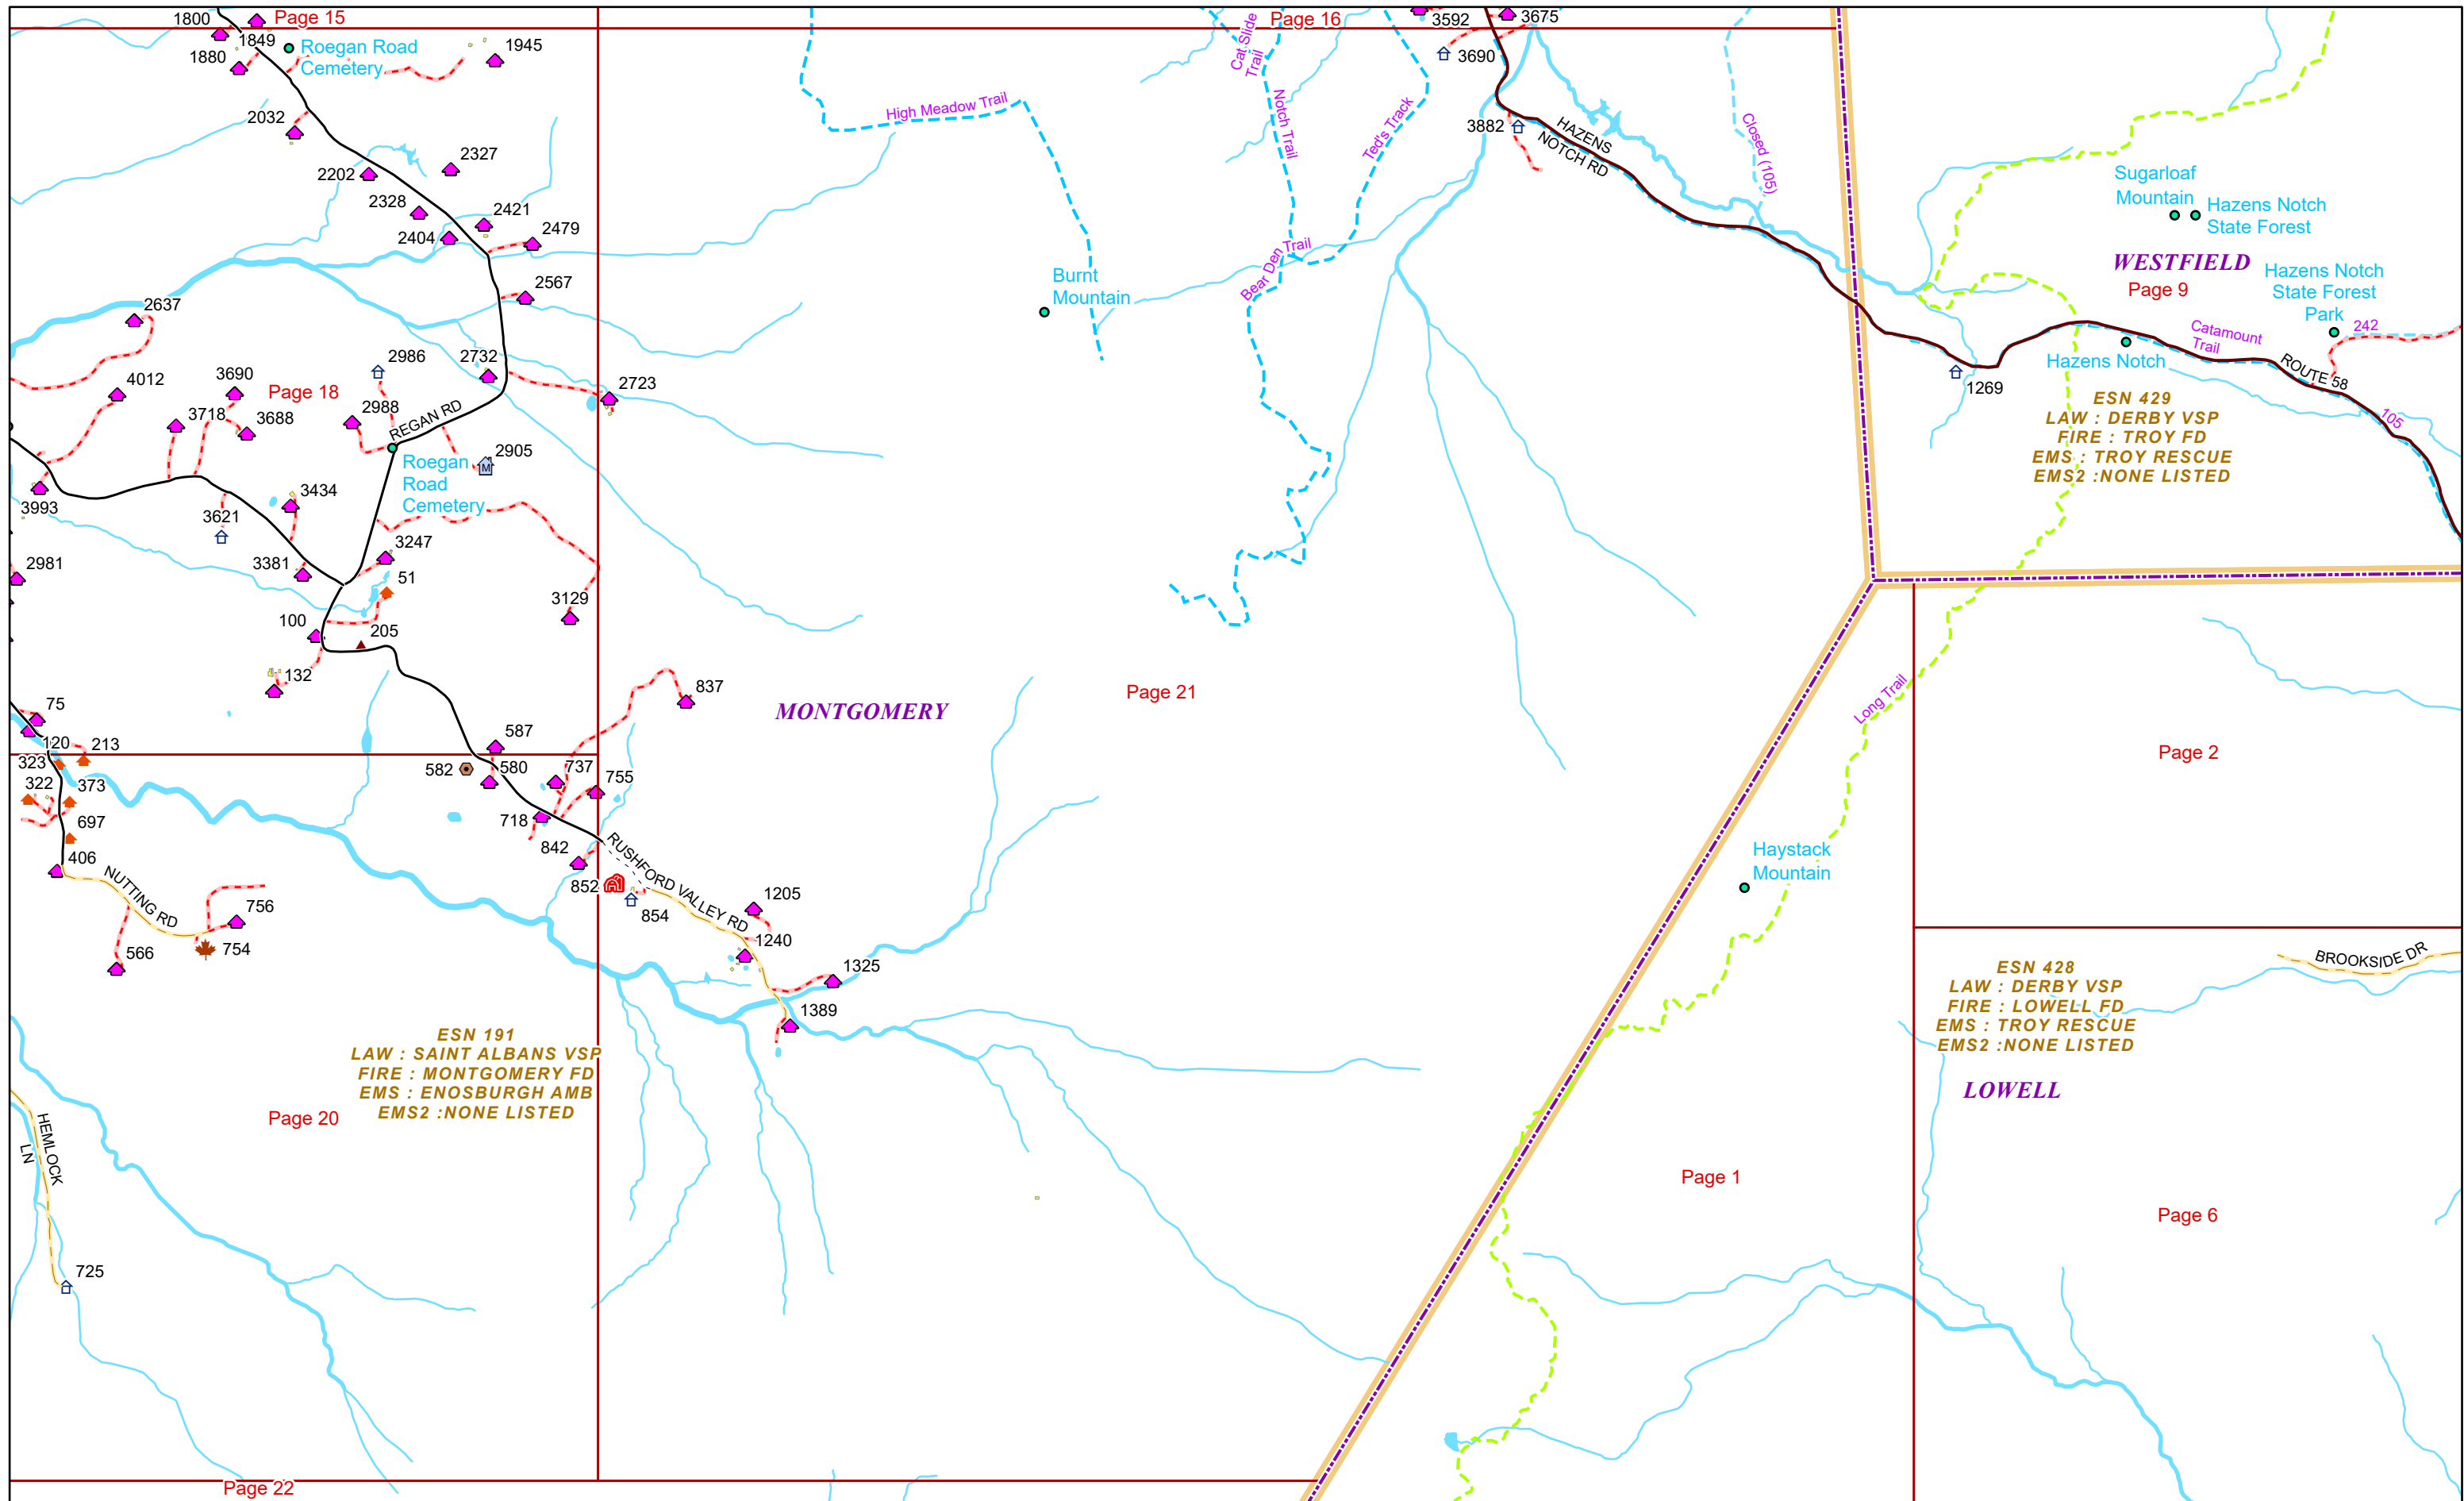 Page 15
Page 16
1800
1849
1880
Roegan Road
Cemetery
1945
2032
2202
2327
2328
2404
2421
2479
2567
2637
4012
3690
Page 18
3718
3688
2986
2732
2988
REGAN RD
2905
2723
Roegan
Road
Cemetery
3993
3621
3434
3381
3247
2981
51
100
205
132
3129
75
120
213
323
322
373
697
406
NUTTING RD
756
754
566
587
582
580
737
755
718
842
852
854
837
RUSHFORD VALLEY RD
1205
1240
1325
1389
MONTGOMERY
Page 21
High Meadow Trail
Cat Slide
Trail
Notch Trail
Ted's Track
Bear Den Trail
Burnt
Mountain
3592
3675
3690
3882
HAZENS
NOTCH RD
Closed (105)
Sugarloaf
Mountain
Hazens Notch
State Forest
WESTFIELD
Page 9
Hazens Notch
State Forest
Park
242
Catamount
Trail
Hazens Notch
ROUTE 58
105
1269
ESN 429
LAW : DERBY VSP
FIRE : TROY FD
EMS : TROY RESCUE
EMS2 :NONE LISTED
Long Trail
Page 2
Haystack
Mountain
BROOKSIDE DR
ESN 428
LAW : DERBY VSP
FIRE : LOWELL FD
EMS : TROY RESCUE
EMS2 :NONE LISTED
LOWELL
Page 1
Page 6
ESN 191
LAW : SAINT ALBANS VSP
FIRE : MONTGOMERY FD
EMS : ENOSBURGH AMB
EMS2 :NONE LISTED
Page 20
HEMLOCK
LN
725
Page 22
M